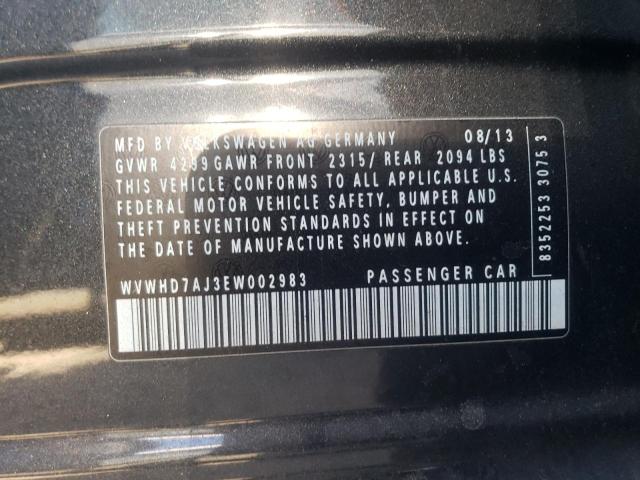 MFD BY VOLKSWAGEN AG GERMANY 08/13
GVWR 4299 GAWR FRONT 2315/ REAR 2094 LBS
THIS VEHICLE CONFORMS TO ALL APPLICABLE U.S.
FEDERAL MOTOR VEHICLE SAFETY, BUMPER AND
THEFT PREVENTION STANDARDS IN EFFECT ON
THE DATE OF MANUFACTURE SHOWN ABOVE.
WVWHD7AJ3EW002983 PASSENGER CAR
8352253 3075 3